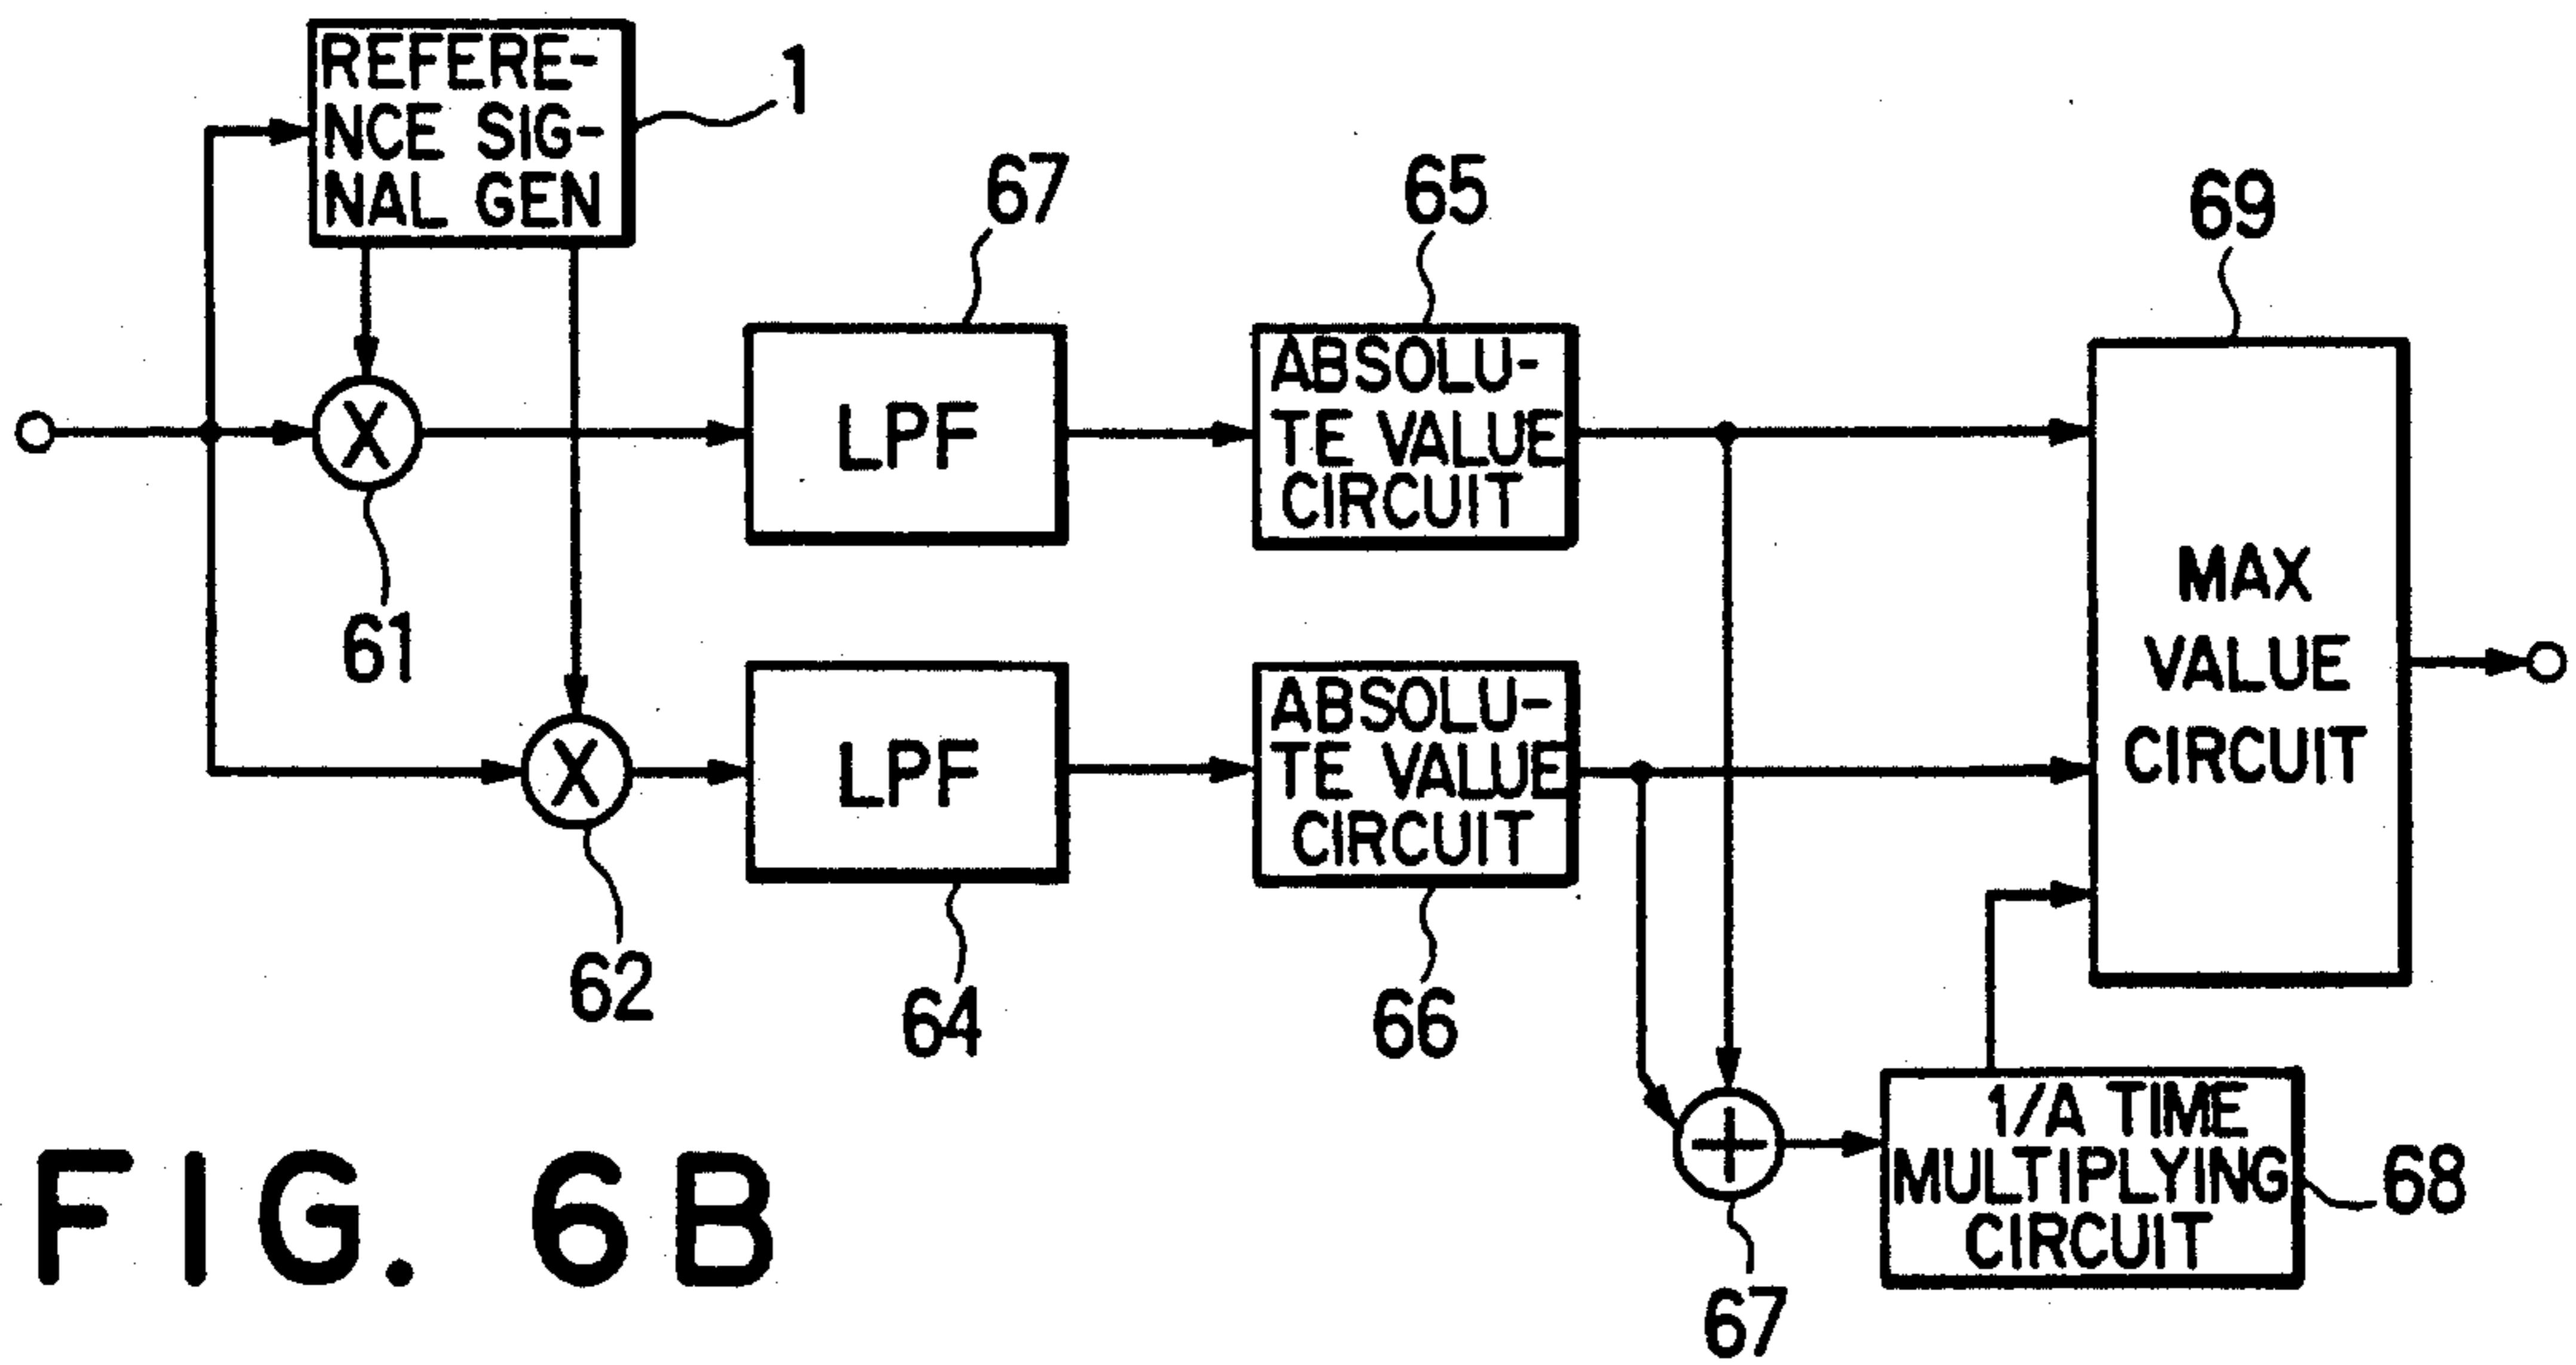 REFERE-
NCE SIG-
NAL GEN
1
67
65
69
X
61
LPF
ABSOLU-
TE VALUE
CIRCUIT
MAX
VALUE
CIRCUIT
X
62
LPF
64
ABSOLU-
TE VALUE
CIRCUIT
66
+
67
1/A TIME
MULTIPLYING
CIRCUIT
68
FIG. 6B